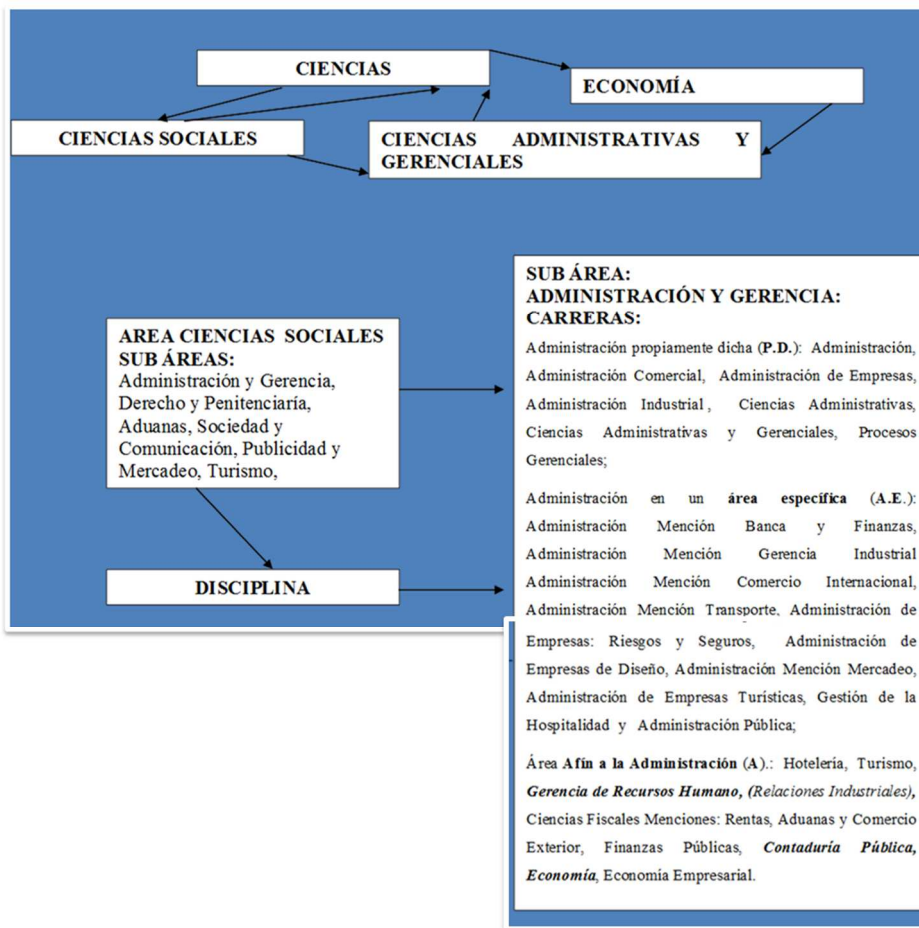 CIENCIAS
ECONOMÍA
CIENCIAS SOCIALES
CIENCIAS ADMINISTRATIVAS Y
GERENCIALES
AREA CIENCIAS SOCIALES
SUB ÁREAS:
Administración y Gerencia,
Derecho y Penitenciaría,
Aduanas, Sociedad y
Comunicación, Publicidad y
Mercadeo, Turismo,
DISCIPLINA
SUB ÁREA:
ADMINISTRACIÓN Y GERENCIA:
CARRERAS:
Administración propiamente dicha (P.D.): Administración,
Administración Comercial, Administración de Empresas,
Administración Industrial , Ciencias Administrativas,
Ciencias Administrativas y Gerenciales, Procesos
Gerenciales;
Administración en un área específica (A.E.):
Administración Mención Banca y Finanzas,
Administración Mención Gerencia Industrial
Administración Mención Comercio Internacional,
Administración Mención Transporte, Administración de
Empresas: Riesgos y Seguros, Administración de
Empresas de Diseño, Administración Mención Mercadeo,
Administración de Empresas Turísticas, Gestión de la
Hospitalidad y Administración Pública;
Área Afín a la Administración (A).: Hotelería, Turismo,
Gerencia de Recursos Humano, (Relaciones Industriales),
Ciencias Fiscales Menciones: Rentas, Aduanas y Comercio
Exterior, Finanzas Públicas, Contaduría Pública,
Economía, Economía Empresarial.